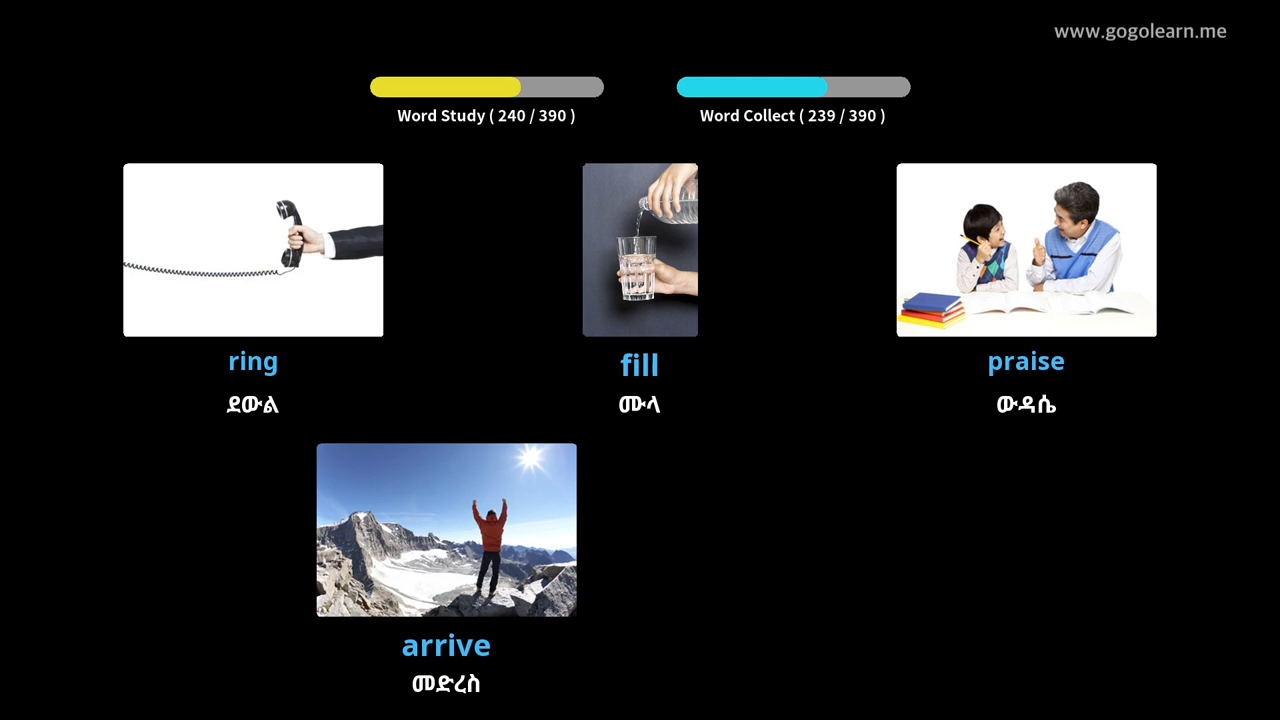 www.gogolearn.me
Word Study ( 240 / 390 )
Word Collect ( 239 / 390 )
ring
fill
praise
ደውል
ሙላ
ውዳሴ
arrive
መድረስ